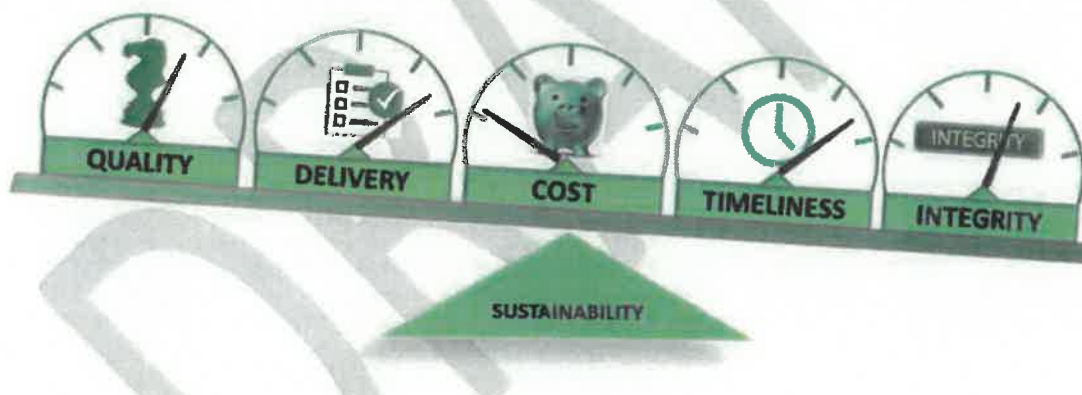 QUALITY
DELIVERY
COST
TIMELINESS
INTEGRITY
INTEGRITY
SUSTAINABILITY